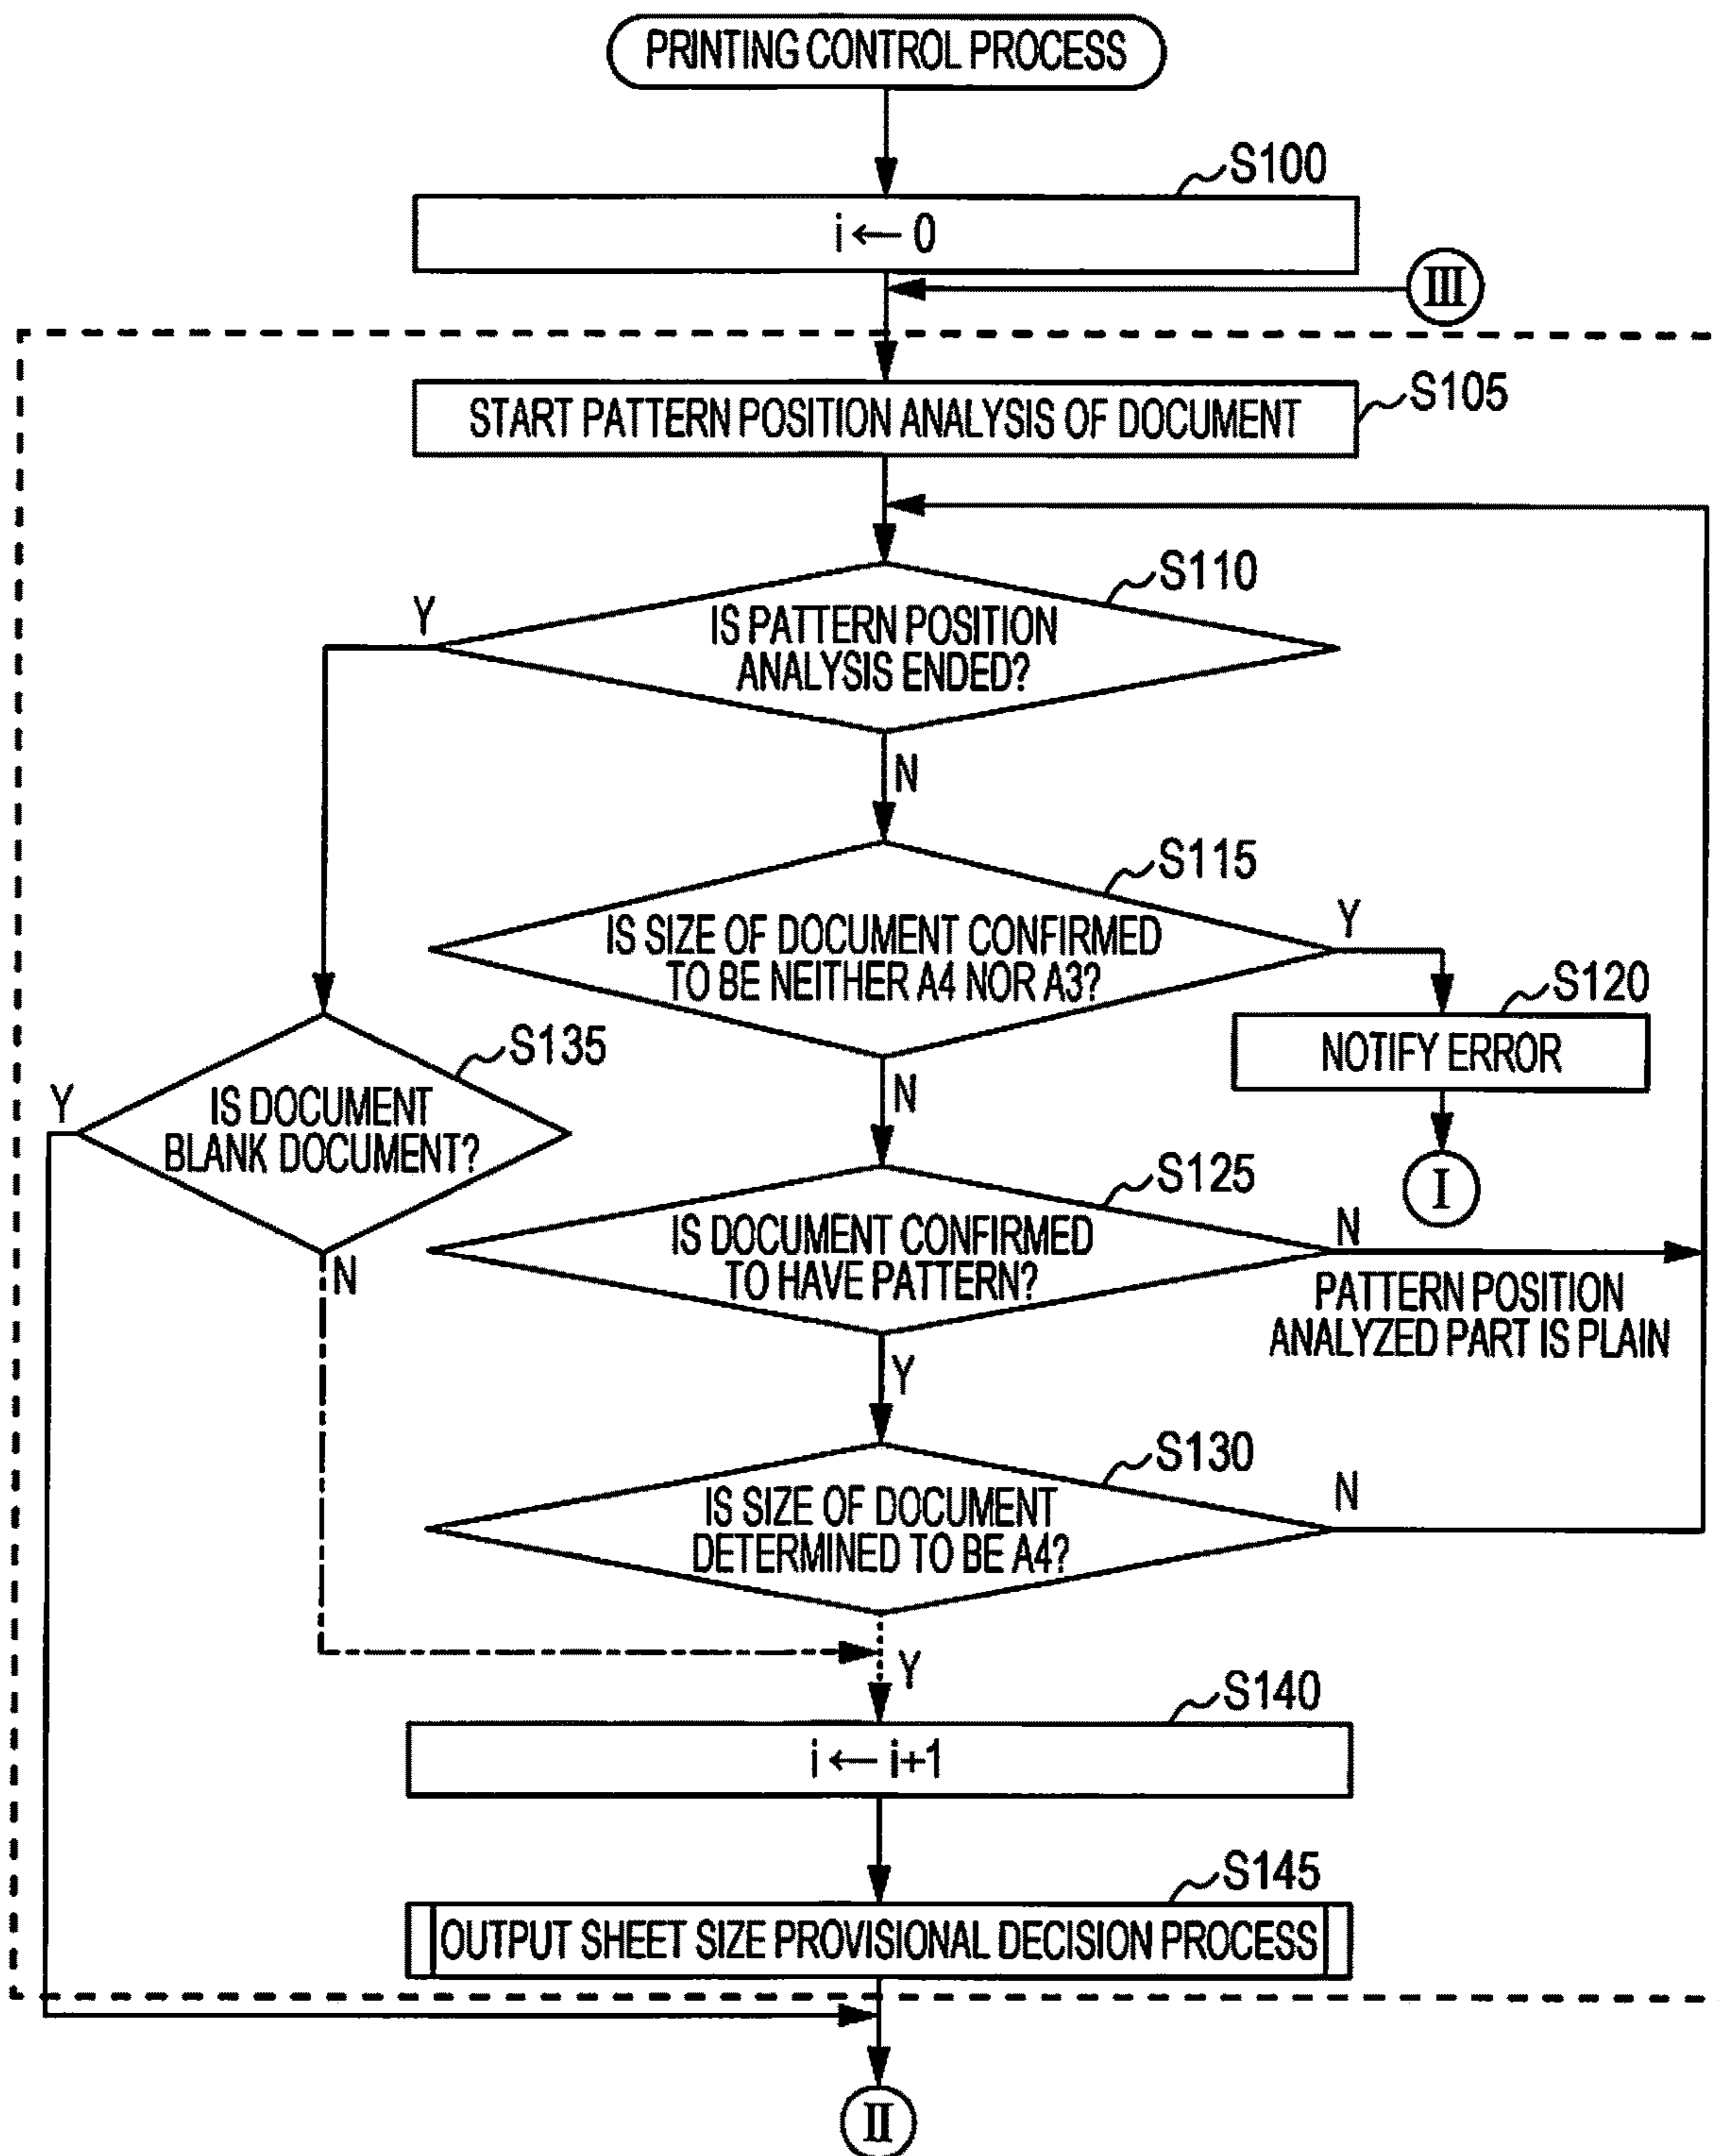 PRINTING CONTROL PROCESS
S100
i ← 0
III
START PATTERN POSITION ANALYSIS OF DOCUMENT
S105
S110
Y
IS PATTERN POSITION
ANALYSIS ENDED?
N
S115
IS SIZE OF DOCUMENT CONFIRMED
TO BE NEITHER A4 NOR A3?
Y
S120
NOTIFY ERROR
I
N
S135
Y
IS DOCUMENT
BLANK DOCUMENT?
N
S125
IS DOCUMENT CONFIRMED
TO HAVE PATTERN?
N
PATTERN POSITION
ANALYZED PART IS PLAIN
Y
S130
IS SIZE OF DOCUMENT
DETERMINED TO BE A4?
N
Y
S140
i ← i+1
S145
OUTPUT SHEET SIZE PROVISIONAL DECISION PROCESS
II